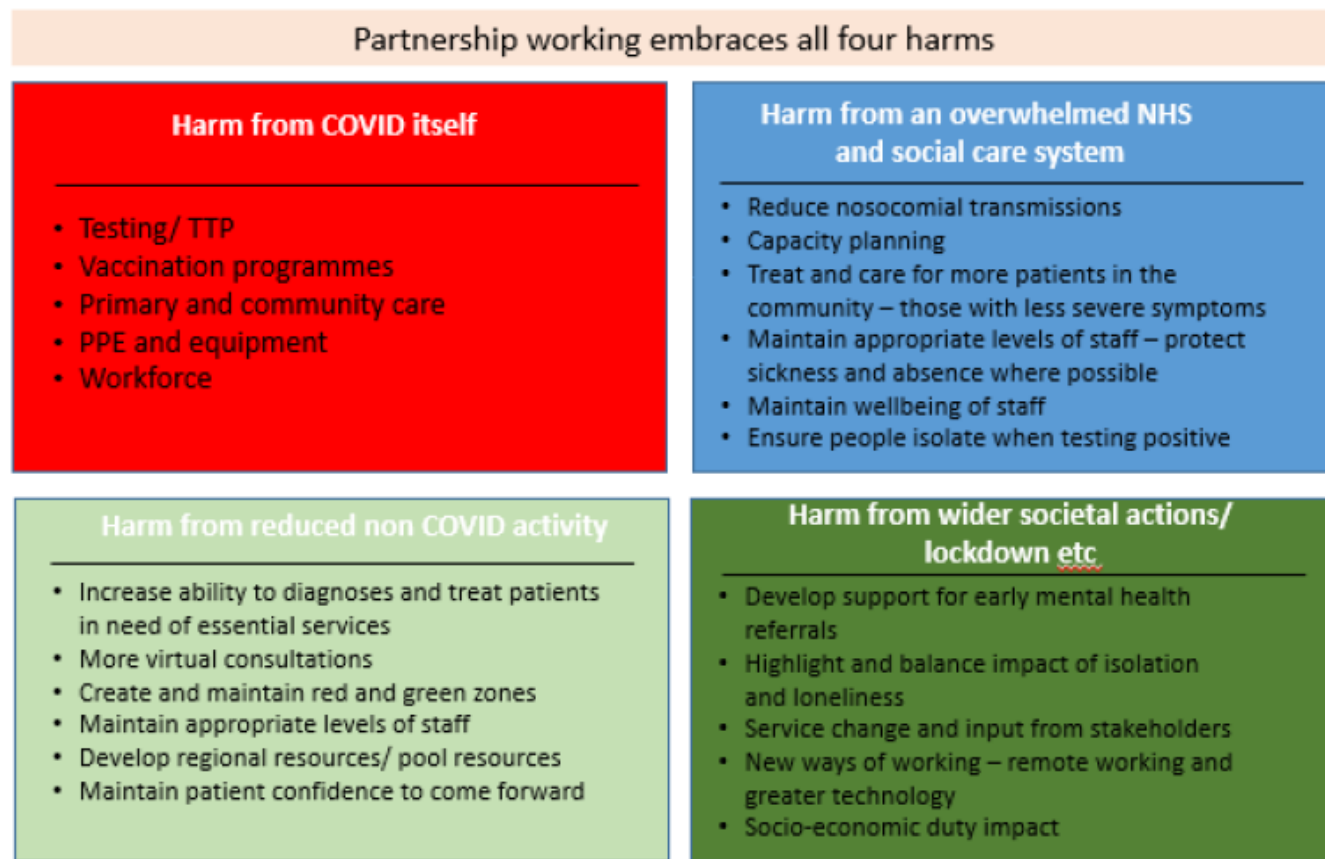 Partnership working embraces all four harms
Harm from COVID itself
• Testing/ TTP
• Vaccination programmes
• Primary and community care
• PPE and equipment
• Workforce
Harm from an overwhelmed NHS
and social care system
• Reduce nosocomial transmissions
• Capacity planning
• Treat and care for more patients in the
community – those with less severe symptoms
• Maintain appropriate levels of staff – protect
sickness and absence where possible
• Maintain wellbeing of staff
• Ensure people isolate when testing positive
Harm from reduced non COVID activity
• Increase ability to diagnoses and treat patients
in need of essential services
• More virtual consultations
• Create and maintain red and green zones
• Maintain appropriate levels of staff
• Develop regional resources/ pool resources
• Maintain patient confidence to come forward
Harm from wider societal actions/
lockdown etc
• Develop support for early mental health
referrals
• Highlight and balance impact of isolation
and loneliness
• Service change and input from stakeholders
• New ways of working – remote working and
greater technology
• Socio-economic duty impact